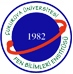 ÇUKUROVA ÜNİVERSİTESİ
1982
FEN BİLİMLERİ ENSTİTÜSÜ